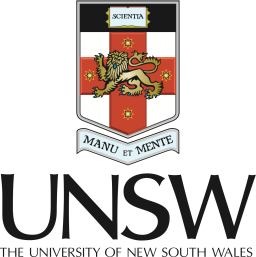 SCIENTIA
MANU ET MENTE
UNSW
THE UNIVERSITY OF NEW SOUTH WALES